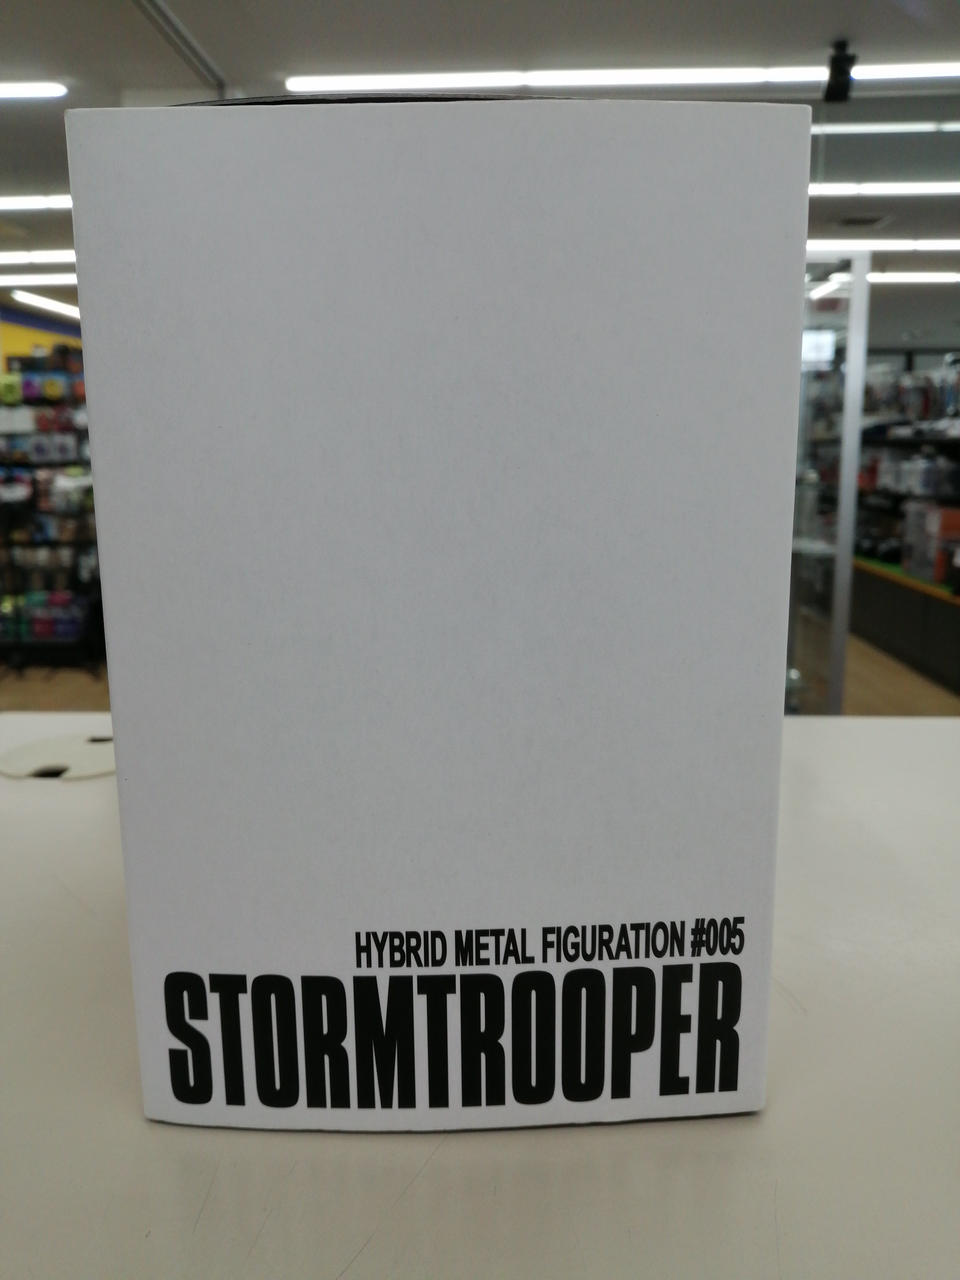 HYBRID METAL FIGURATION #005
STORMTROOPER